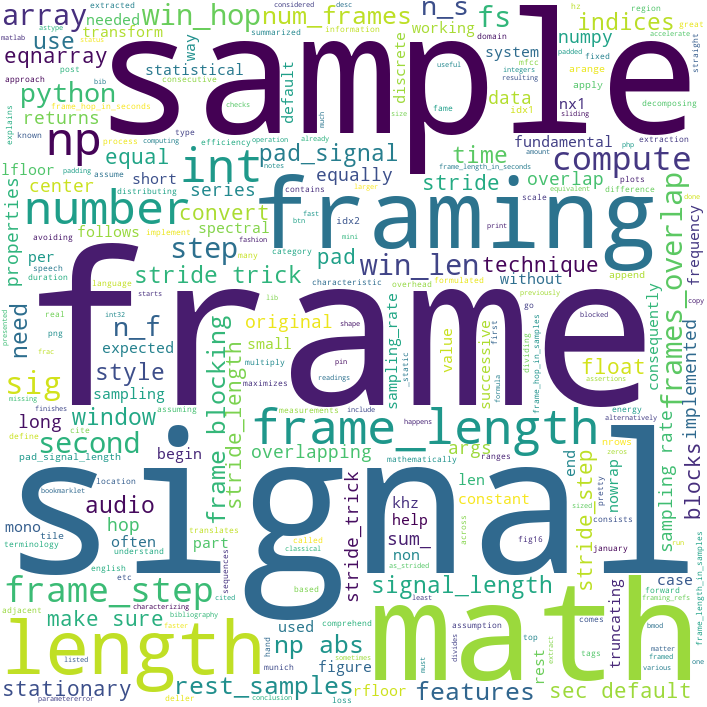 array
needed
win_hop
num_frames
n_s
fs
indices
extracted
matlab
astype
use
transform
region
great
accelerate
desc
hz
status
considered
information
summarized
post
bib
working
numpy
domain
padded
mfcc
fixed
integers
resulting
eqnarray
statistical
way
default
discrete
system
arange
sample
approach
consecutive
frame_hop_in_seconds
python
data
idx1
nx1
apply
sliding
decomposing
straight
useful
fame
returns
explains
known
process
checks
efficiency
already
much
size
type
computing
operation
fundamental
extraction
php
plots
lfloor
padding
assume
notes
larger
np
int
equal
pad_signal
time
compute
center
short
equally
frame_length_in_seconds
amount
equivalent
done
properties
number
series
stride
overlap
difference
mini
contains
distributing
avoiding
follows
convert
spectral
idx2
btn
fast
category
print
scale
append
frequency
per
speech
duration
language
fashion
implement
many
step
pad
framing
frames_overlap
win_len
technique
characteristic
overhead
formulated
previously
without
starts
lib
go
copy
presented
real
png
int32
stride trick
original
shape
first
blocked
need
frac
n_f
expected
small
multiply
maximizes
pin
readings
sampling_rate
_static
value
successive
formula
dividing
frame_hop_in_samples
float
consequently
implemented
frame
sig
style
missing
sampling
assertions
measurements
include
alternatively
long
window
assuming
define
finishes
cite
second
frame_blocking
stride_length
frame_length
happens
mathematically
ranges
nrows
zeros
energy
pad_signal_length
begin
overlapping
args
end
stride_step
nowrap
sampling rate
blocks
bookmarklet
location
audio
len
constant
pretty
sized
mono
tile
hop
khz
across
consists
terminology
often
translates
called
classical
help
non
sum_
fig16
january
understand
part
sequences
based
as_strided
run
signal
english
etc
cited
stride_trick
faster
least
case
forward
framing_refs
frame_length_in_samples
adjacent
frame_step
characterizing
bibliography
signal_length
comprehend
truncating
comes
bmod
make sure
used
divides
assumption
top
matter
framed
various
length
hand
munich
np abs
must
extract
rest
tags
one
math
listed
sometimes
figure
stationary
parametererror
deller
conclusion
loss
rest_samples
rfloor
features
sec default